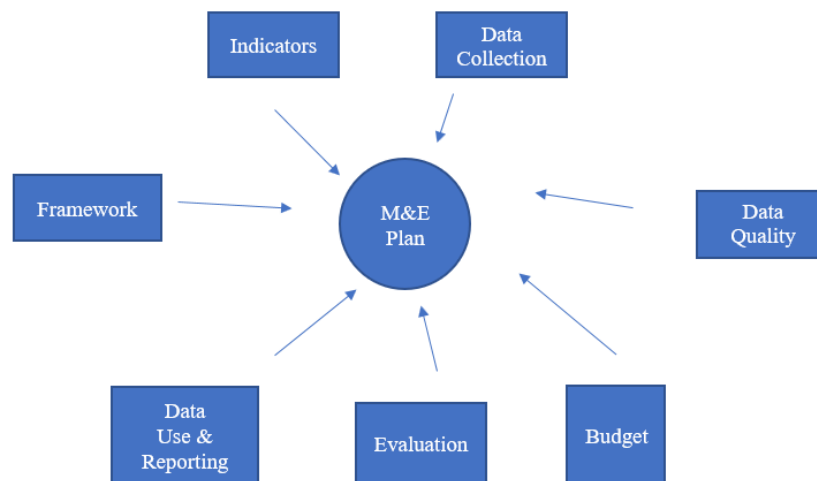 Indicators
Data
Collection
Framework
M&E
Plan
Data
Quality
Data
Use &
Reporting
Evaluation
Budget